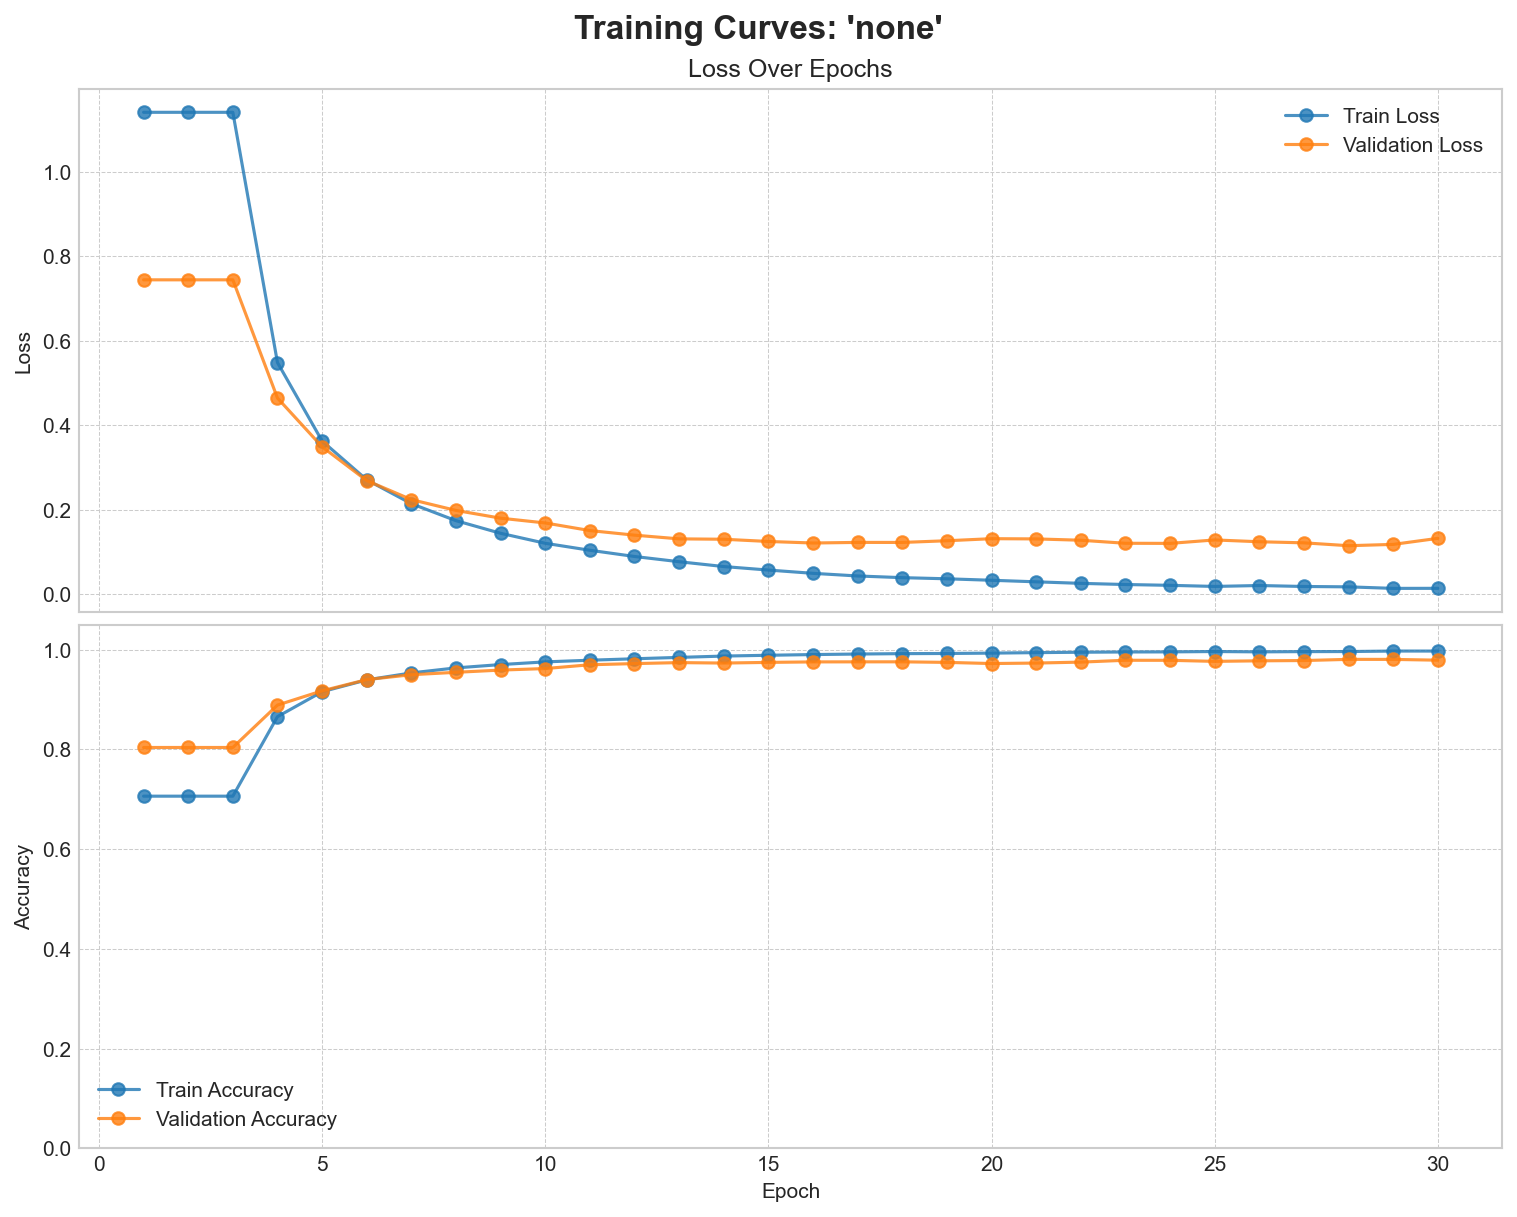 Training Curves: 'none'
Loss Over Epochs
Train Loss
Validation Loss
Loss
1.0
0.8
0.6
0.4
0.2
0.0
Accuracy
1.0
0.8
0.6
0.4
0.2
0.0
Train Accuracy
Validation Accuracy
0 5 10 15 20 25 30
Epoch